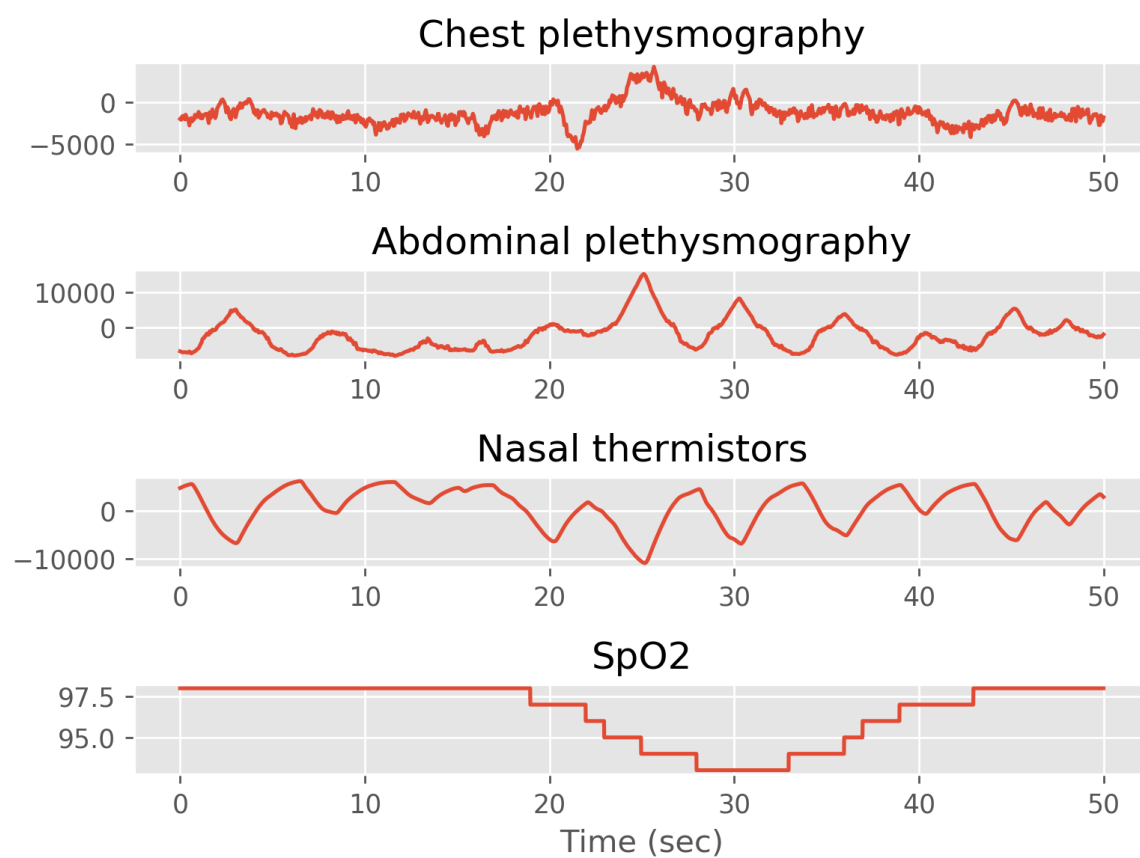 Chest plethysmography
0
−5000
0 10 20 30 40 50
Abdominal plethysmography
10000
0
0 10 20 30 40 50
Nasal thermistors
0
−10000
0 10 20 30 40 50
SpO2
97.5
95.0
0 10 20 30 40 50
Time (sec)